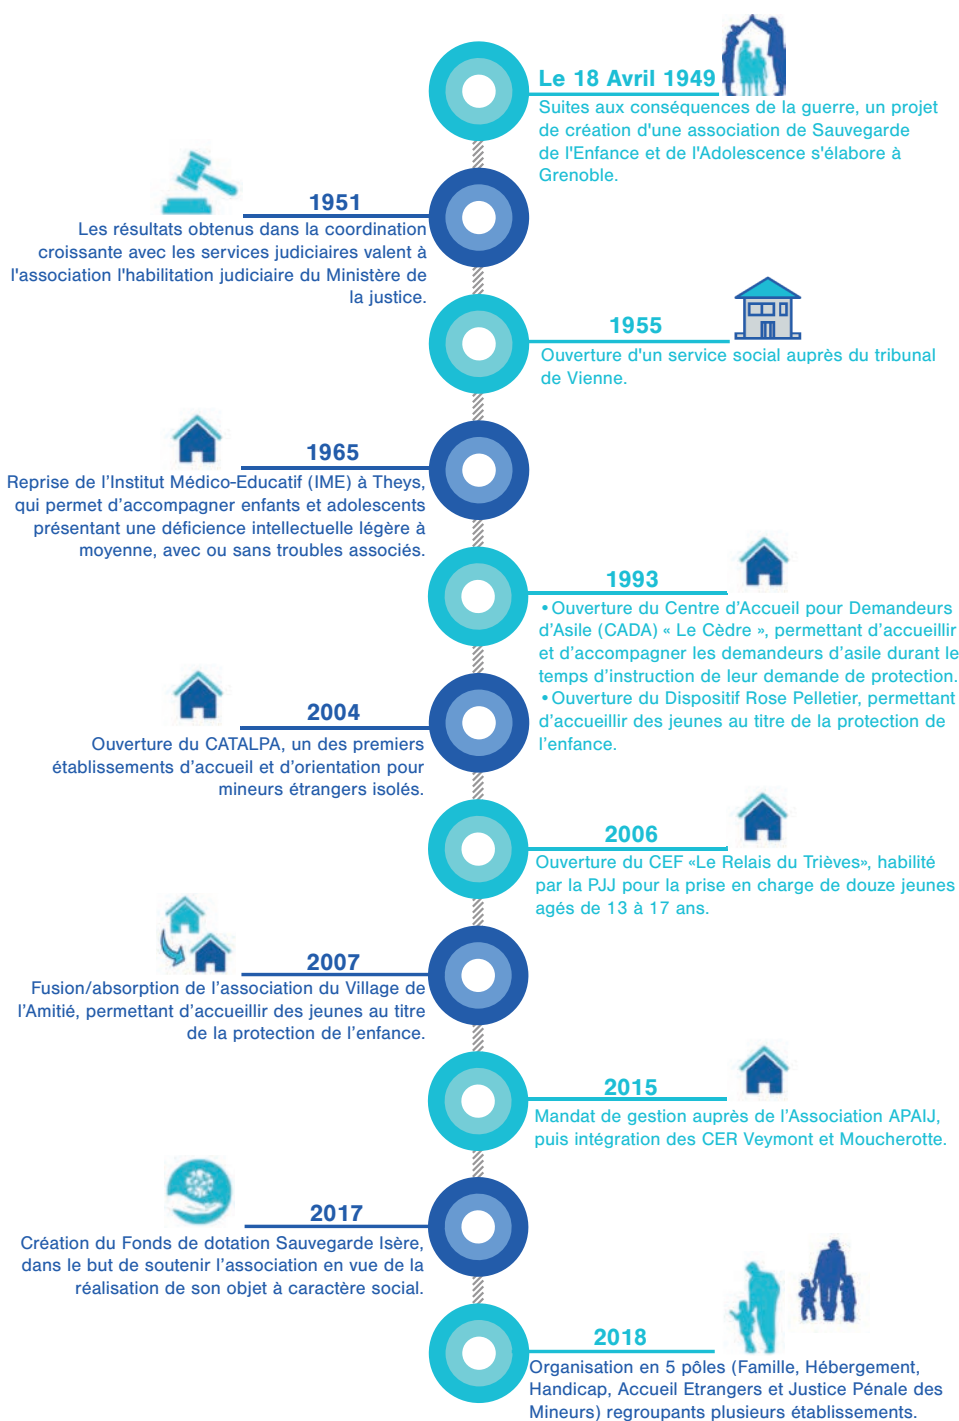 Le 18 Avril 1949
Suites aux conséquences de la guerre, un projet
de création d'une association de Sauvegarde
de l'Enfance et de l'Adolescence s'élabore à
Grenoble.
1951
Les résultats obtenus dans la coordination
croissante avec les services judiciaires valent à
l'association l'habilitation judiciaire du Ministère de
la justice.
1955
Ouverture d'un service social auprès du tribunal
de Vienne.
1965
Reprise de l’Institut Médico-Educatif (IME) à Theys,
qui permet d’accompagner enfants et adolescents
présentant une déficience intellectuelle légère à
moyenne, avec ou sans troubles associés.
1993
•Ouverture du Centre d'Accueil pour Demandeurs
d’Asile (CADA) « Le Cèdre », permettant d’accueillir
et d’accompagner les demandeurs d’asile durant le
temps d’instruction de leur demande de protection.
•Ouverture du Dispositif Rose Pelletier, permettant
d’accueillir des jeunes au titre de la protection de
l’enfance.
2004
Ouverture du CATALPA, un des premiers
établissements d’accueil et d’orientation pour
mineurs étrangers isolés.
2006
Ouverture du CEF «Le Relais du Trièves», habilité
par la PJJ pour la prise en charge de douze jeunes
agés de 13 à 17 ans.
2007
Fusion/absorption de l’association du Village de
l’Amitié, permettant d’accueillir des jeunes au titre
de la protection de l’enfance.
2015
Mandat de gestion auprès de l’Association APAIJ,
puis intégration des CER Veymont et Moucherotte.
2017
Création du Fonds de dotation Sauvegarde Isère,
dans le but de soutenir l’association en vue de la
réalisation de son objet à caractère social.
2018
Organisation en 5 pôles (Famille, Hébergement,
Handicap, Accueil Etrangers et Justice Pénale des
Mineurs) regroupants plusieurs établissements.